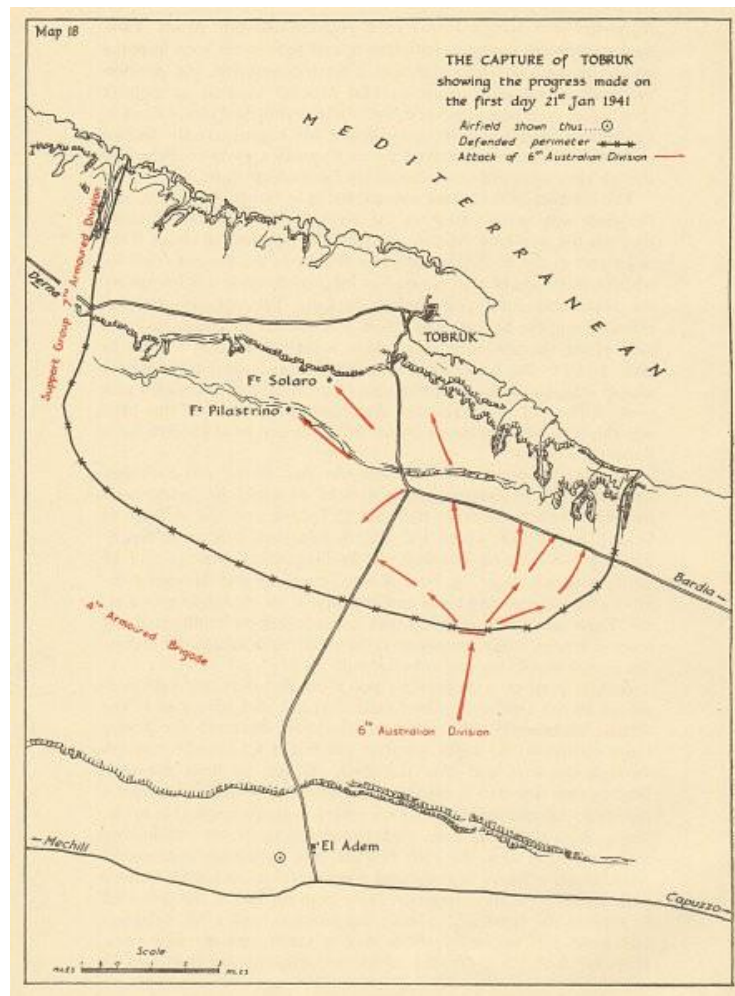 Map 18
THE CAPTURE of TOBRUK
showing the progress made on
the first day 21st Jan 1941
Airfield shown thus....
Defended perimeter
Attack of 6th Australian Division
MEDITERRANEAN
Support Group 7th Armoured Division
Derna
TOBRUK
Ft Solaro
Ft Pilastrino
Bardia
4th Armoured Brigade
6th Australian Division
Mechili
El Adem
Capuzzo
Scale
MILES
MILES